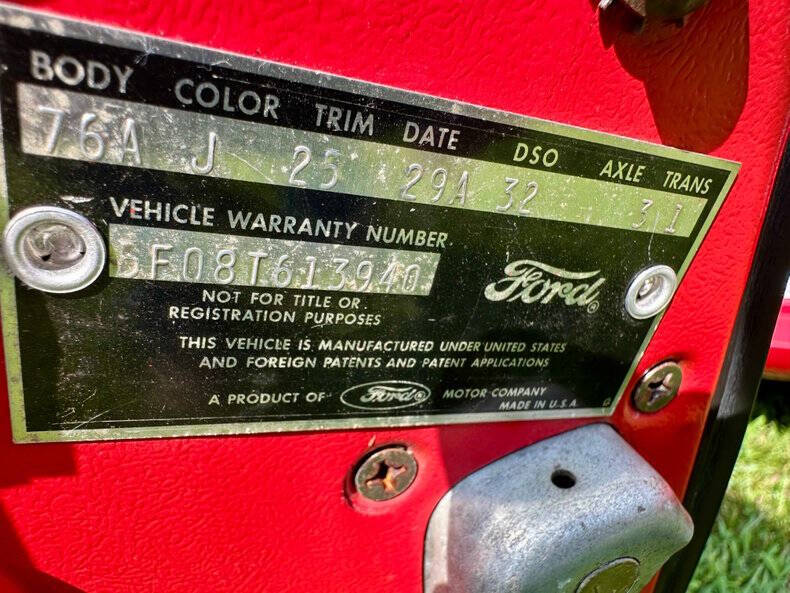 BODY COLOR TRIM DATE DSO AXLE TRANS
76A J 25 29A 32 3 1
VEHICLE WARRANTY NUMBER
5F08T613940
Ford
NOT FOR TITLE OR
REGISTRATION PURPOSES
THIS VEHICLE IS MANUFACTURED UNDER UNITED STATES
AND FOREIGN PATENTS AND PATENT APPLICATIONS
A PRODUCT OF Ford MOTOR COMPANY
MADE IN U.S.A.